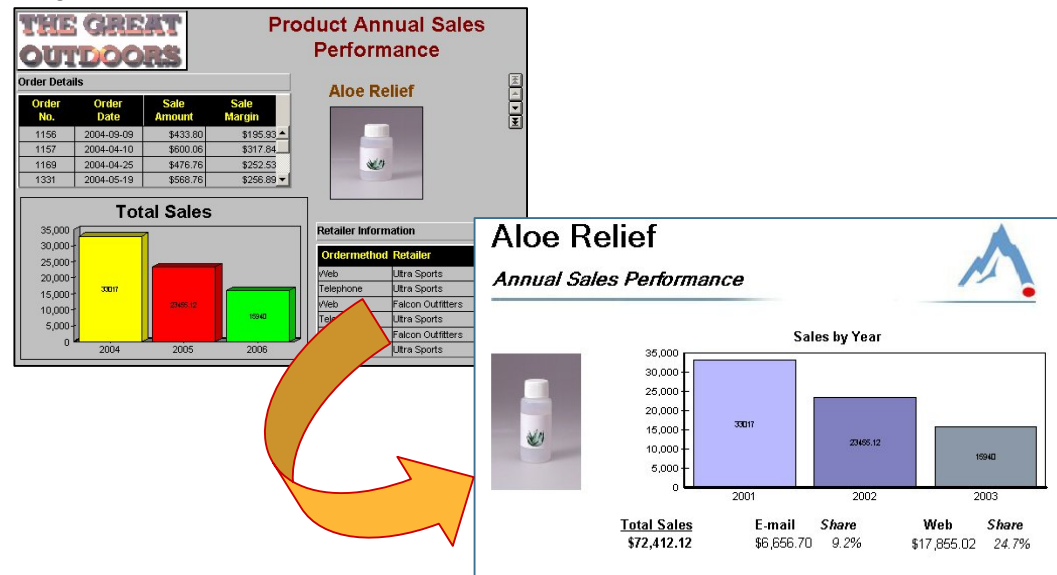 THE GREAT
OUTDOORS
Product Annual Sales
Performance
Order Details
Order No. Order Date Sale Amount Sale Margin
1156 2004-09-09 $433.80 $195.93
1157 2004-04-10 $600.06 $317.84
1169 2004-04-25 $476.76 $252.53
1331 2004-05-19 $568.76 $256.89
Aloe Relief
Total Sales
35,000
30,000
25,000
20,000
15,000
10,000
5,000
0
33017
23455.12
15940
2004 2005 2006
Retailer Information
Ordermethod Retailer
Web Ultra Sports
Telephone Ultra Sports
Web Falcon Outfitters
Ultra Sports
Falcon Outfitters
Ultra Sports
Aloe Relief
Annual Sales Performance
Sales by Year
35,000
30,000
25,000
20,000
15,000
10,000
5,000
0
33017
23455.12
15940
2001 2002 2003
Total Sales E-mail Share Web Share
$72,412.12 $6,656.70 9.2% $17,855.02 24.7%